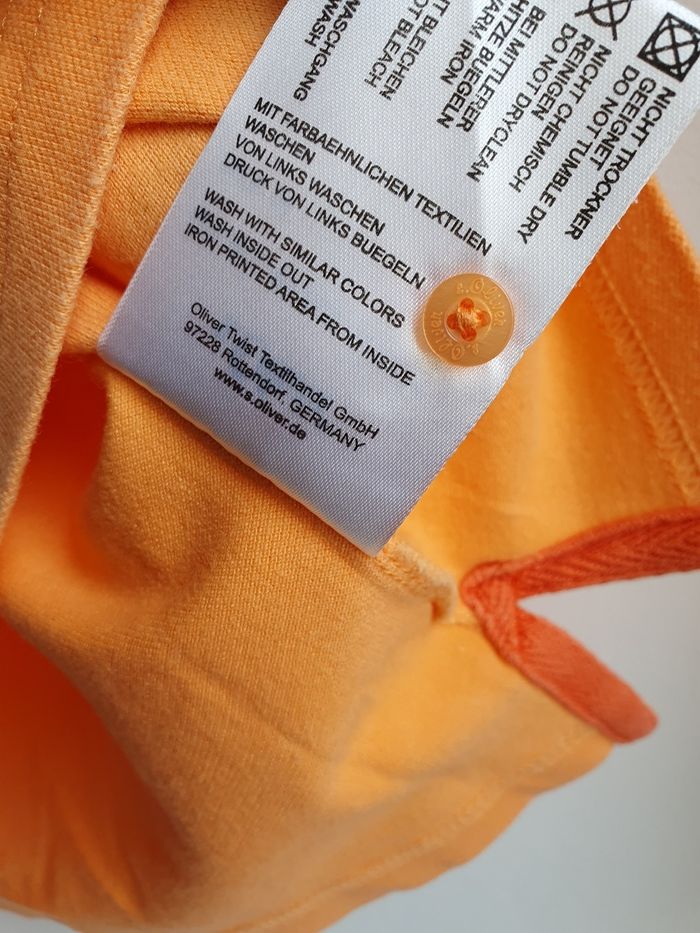 NICHT TROCKNER
GEEIGNET
DO NOT TUMBLE DRY
NICHT CHEMISCH
REINIGEN
DO NOT DRYCLEAN
BEI MITTLERER
HITZE BUEGELN
WARM IRON
BLEICHEN
NOT BLEACH
WASCHGANG
WASH
MIT FARBAEHNLICHEN TEXTILIEN
WASCHEN
VON LINKS WASCHEN
DRUCK VON LINKS BUEGELN
WASH WITH SIMILAR COLORS
WASH INSIDE OUT
IRON PRINTED AREA FROM INSIDE
Oliver Twist Textilhandel GmbH
97228 Rottendorf, GERMANY
www.s.oliver.de
s.Oliver
s.Oliver